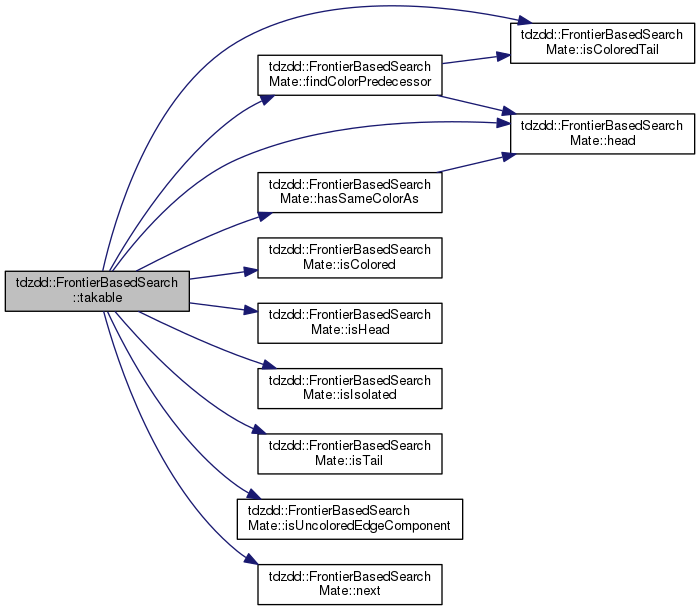 tdzdd::FrontierBasedSearch
::takable
tdzdd::FrontierBasedSearch
Mate::isColoredTail
tdzdd::FrontierBasedSearch
Mate::findColorPredecessor
tdzdd::FrontierBasedSearch
Mate::head
tdzdd::FrontierBasedSearch
Mate::hasSameColorAs
tdzdd::FrontierBasedSearch
Mate::isColored
tdzdd::FrontierBasedSearch
Mate::isHead
tdzdd::FrontierBasedSearch
Mate::isIsolated
tdzdd::FrontierBasedSearch
Mate::isTail
tdzdd::FrontierBasedSearch
Mate::isUncoloredEdgeComponent
tdzdd::FrontierBasedSearch
Mate::next